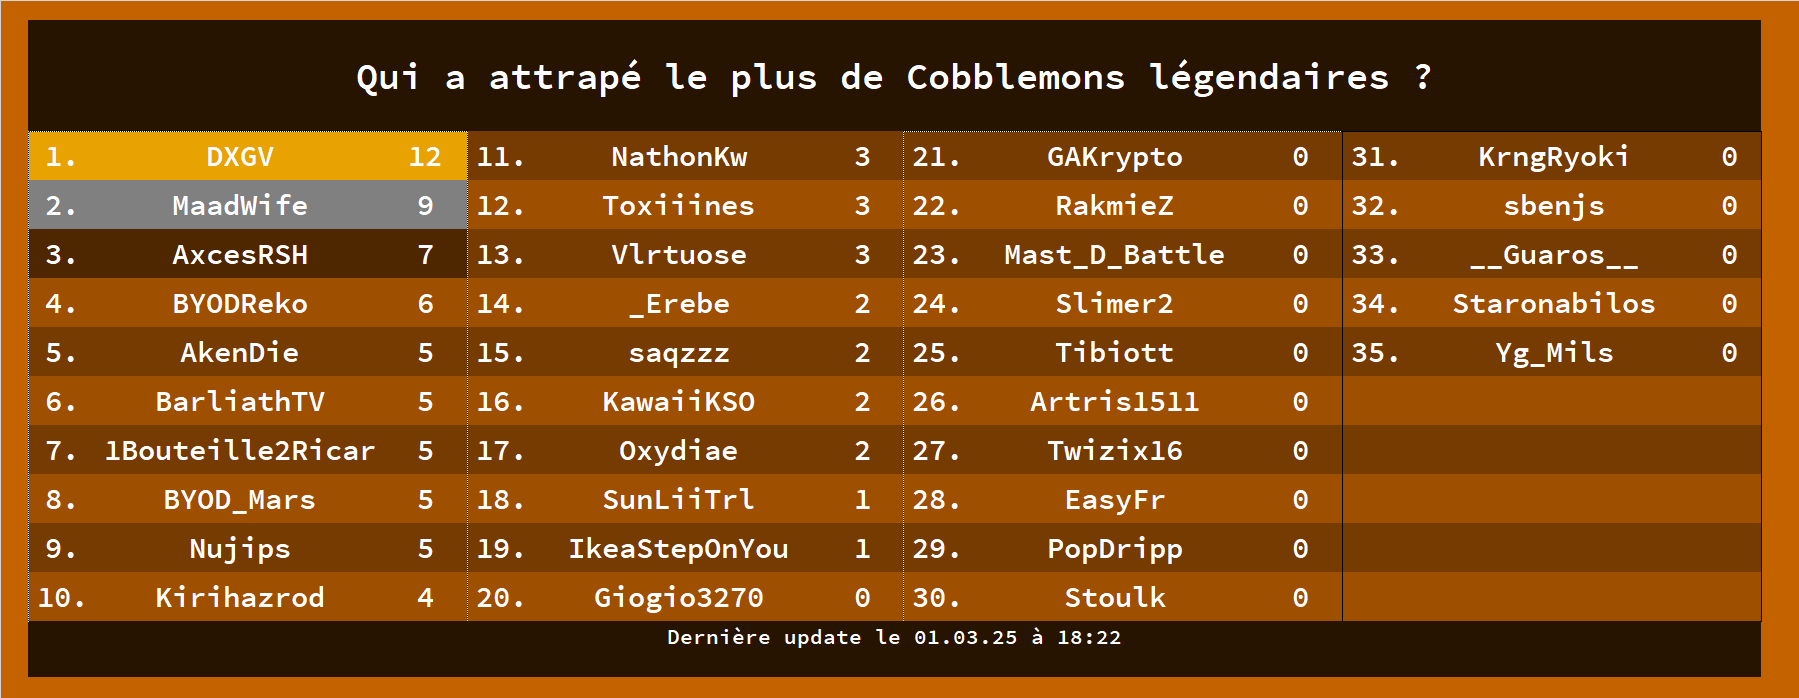 Qui a attrapé le plus de Cobblemons légendaires ?
1. DXGV 12
2. MaadWife 9
3. AxcesRSH 7
4. BYODReko 6
5. AkenDie 5
6. BarliathTV 5
7. 1Bouteille2Ricar 5
8. BYOD_Mars 5
9. Nujips 5
10. Kirihazrod 4
11. NathonKw 3
12. Toxiiines 3
13. Vlrtuose 3
14. _Erebe 2
15. saqzzz 2
16. KawaiiKSO 2
17. Oxydiae 2
18. SunLiiTrl 1
19. IkeaStepOnYou 1
20. Giogio3270 0
21. GAKrypto 0
22. RakmieZ 0
23. Mast_D_Battle 0
24. Slimer2 0
25. Tibiott 0
26. Artris1511 0
27. Twizix16 0
28. EasyFr 0
29. PopDripp 0
30. Stoulk 0
31. KrngRyoki 0
32. sbenjs 0
33. __Guaros__ 0
34. Staronabilos 0
35. Yg_Mils 0
Dernière update le 01.03.25 à 18:22